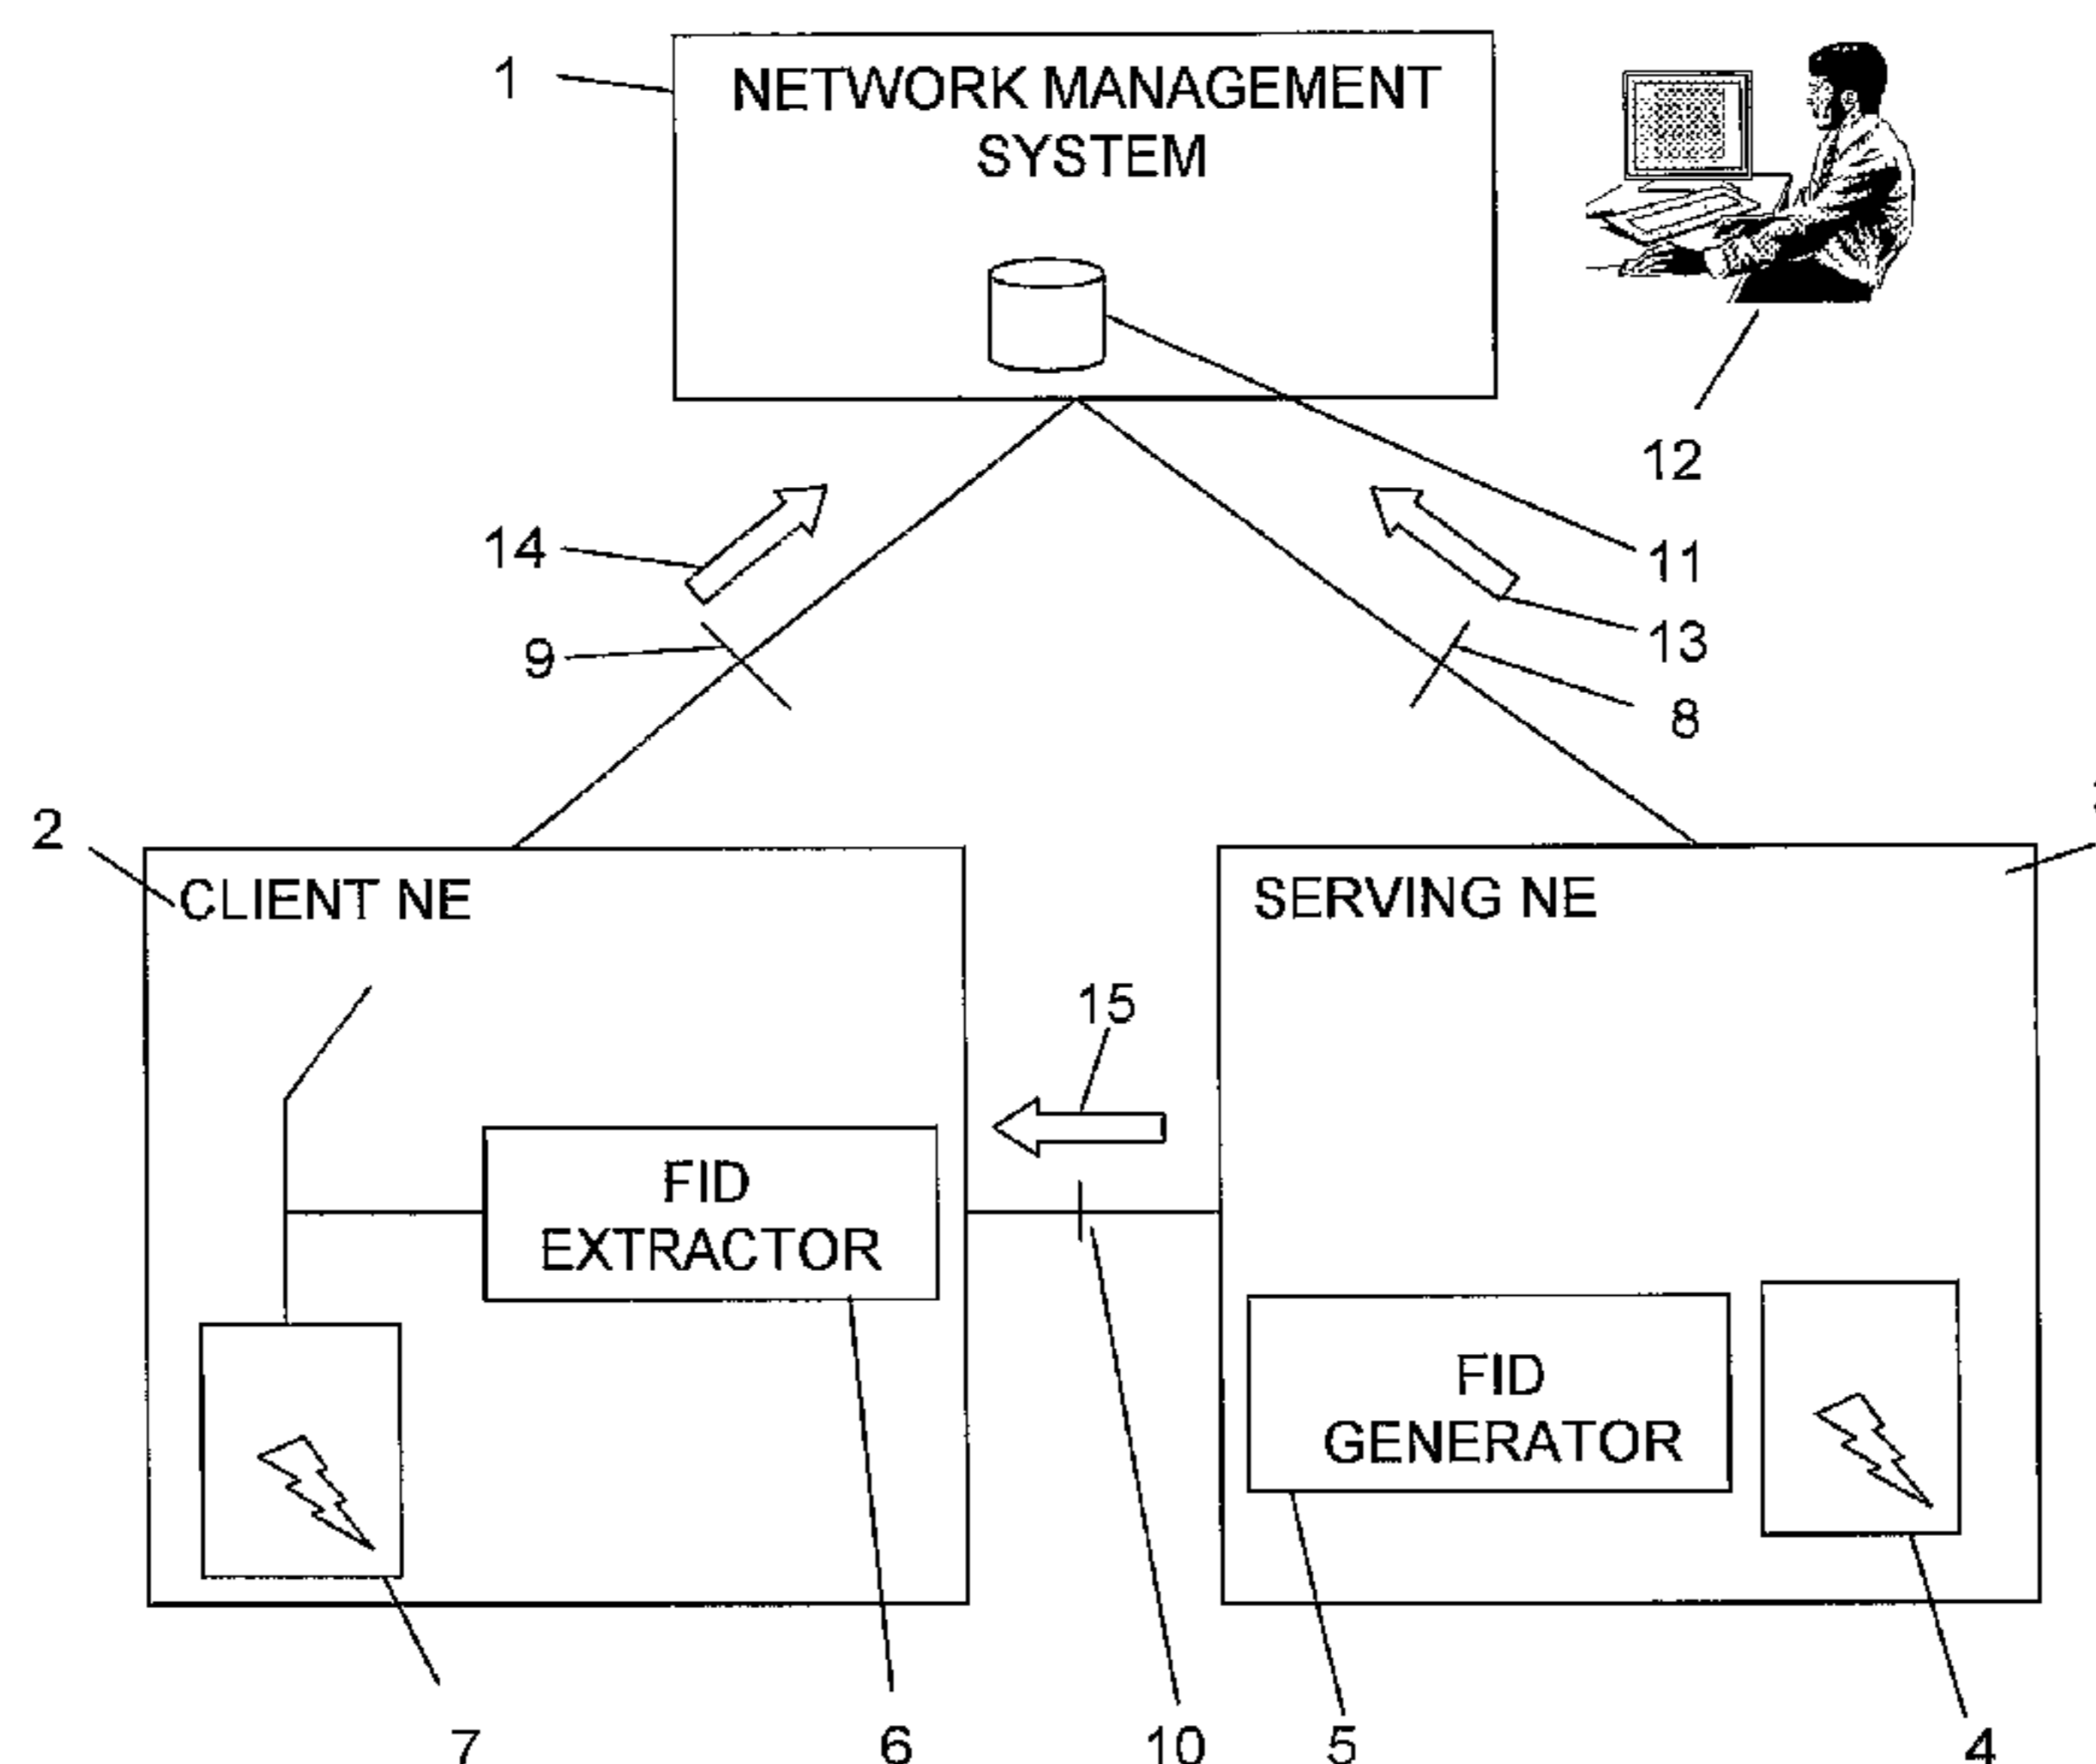 1
NETWORK MANAGEMENT
SYSTEM
12
14
11
9
13
8
2
CLIENT NE
SERVING NE
15
FID
EXTRACTOR
FID
GENERATOR
7
6
10
5
4